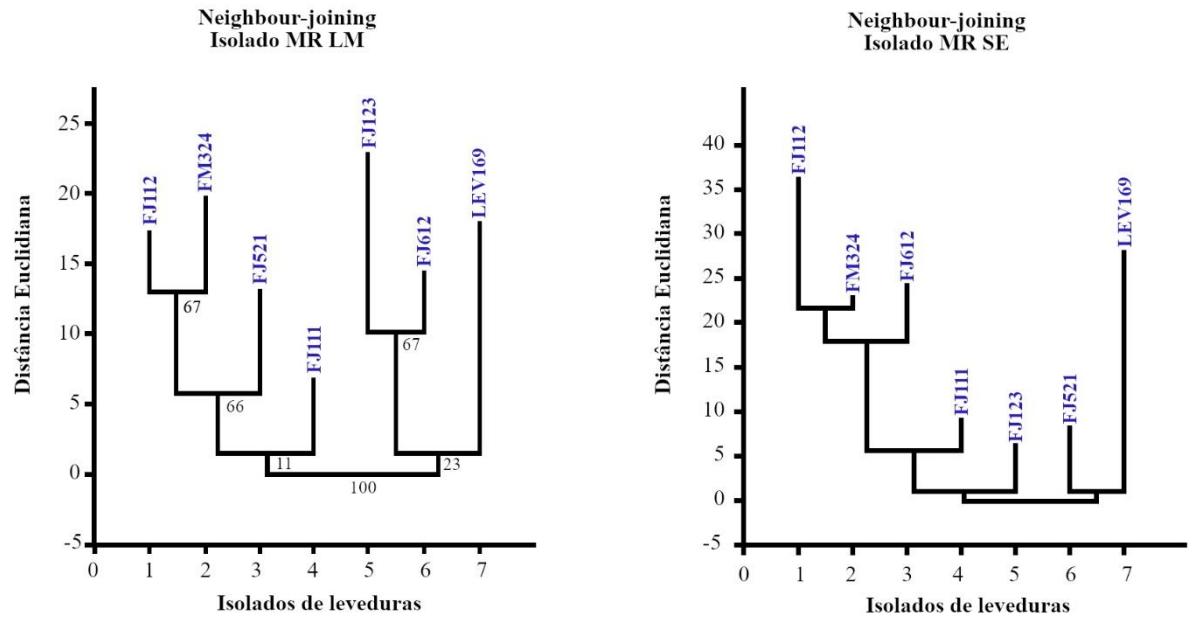 Neighbour-joining
Isolado MR LM
Distância Euclidiana
25
20
15
10
5
0
-5
FJ112
FM324
FJ521
FJ111
FJ123
FJ612
LEV169
67
66
11
67
23
100
0 1 2 3 4 5 6 7
Isolados de leveduras
Neighbour-joining
Isolado MR SE
Distância Euclidiana
40
35
30
25
20
15
10
5
0
-5
FJ112
FM324
FJ612
FJ111
FJ123
FJ521
LEV169
0 1 2 3 4 5 6 7
Isolados de leveduras